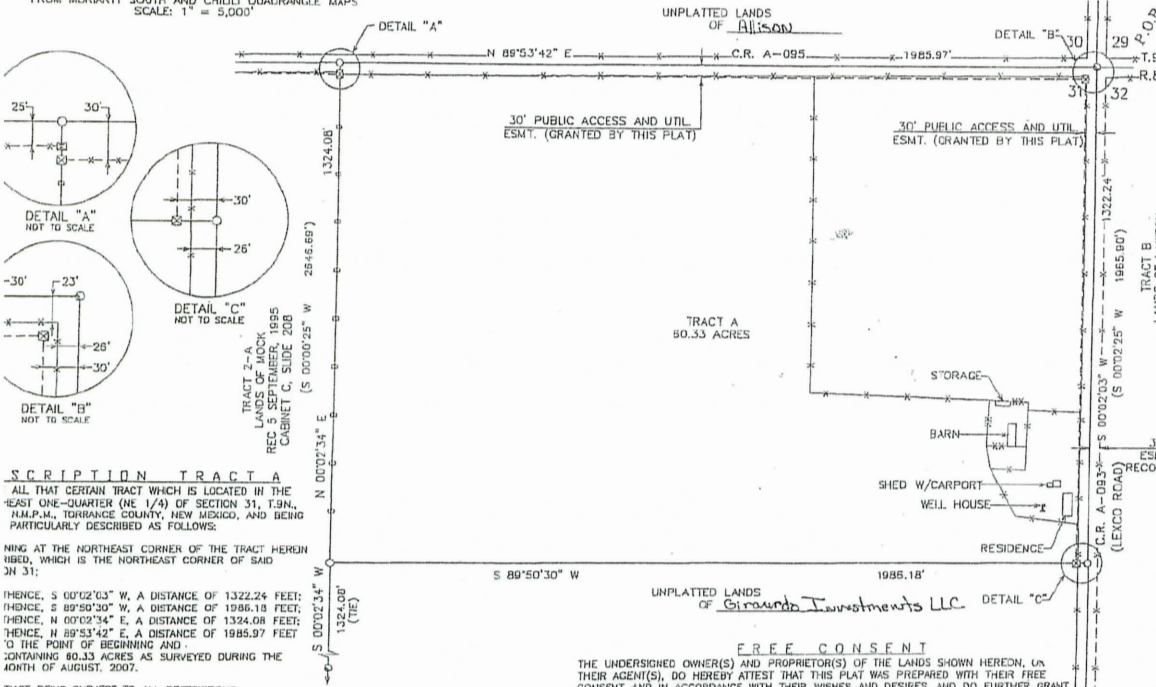 FROM MORIARTY SOUTH AND CHILILI QUADRANGLE MAPS
SCALE: 1" = 5,000'
DETAIL "A"
UNPLATTED LANDS
OF Allison
DETAIL "B"
30
29
P.O.B
N 89°53'42" E
C.R. A-095
1985.97'
T.9
R.8
31
32
30' PUBLIC ACCESS AND UTIL.
ESMT. (GRANTED BY THIS PLAT)
30' PUBLIC ACCESS AND UTIL.
ESMT. (GRANTED BY THIS PLAT)
25'
30'
DETAIL "A"
NOT TO SCALE
30'
26'
DETAIL "C"
NOT TO SCALE
-30'
23'
26'
30'
DETAIL "B"
NOT TO SCALE
1324.08'
2646.69')
(S 00°00'25" W
N 00°02'34" E
TRACT 2-A
LANDS OF MOCK
REC 5 SEPTEMBER, 1995
CABINET C, SLIDE 208
TRACT A
60.33 ACRES
1322.24'
S 00°02'03" W
1965.90')
(S 00°02'25" W
TRACT B
C.R. A-093
(LEXCO ROAD)
RECO
STORAGE
BARN
SHED W/CARPORT
WELL HOUSE
RESIDENCE
S 89°50'30" W
1986.18'
UNPLATTED LANDS
OF Giraurdo Investments LLC
DETAIL "C"
S 00°02'34" W
1324.08'
(TIE)
SCRIPTION TRACT A
ALL THAT CERTAIN TRACT WHICH IS LOCATED IN THE
HEAST ONE-QUARTER (NE 1/4) OF SECTION 31, T.9N.,
N.M.P.M., TORRANCE COUNTY, NEW MEXICO, AND BEING
PARTICULARLY DESCRIBED AS FOLLOWS:
NING AT THE NORTHEAST CORNER OF THE TRACT HEREIN
RIBED, WHICH IS THE NORTHEAST CORNER OF SAID
ON 31;
THENCE, S 00°02'03" W, A DISTANCE OF 1322.24 FEET;
THENCE, S 89°50'30" W, A DISTANCE OF 1986.18 FEET;
THENCE, N 00°02'34" E, A DISTANCE OF 1324.08 FEET;
THENCE, N 89°53'42" E, A DISTANCE OF 1985.97 FEET
TO THE POINT OF BEGINNING AND
CONTAINING 60.33 ACRES AS SURVEYED DURING THE
MONTH OF AUGUST, 2007.
FREE CONSENT
THE UNDERSIGNED OWNER(S) AND PROPRIETOR(S) OF THE LANDS SHOWN HEREON, OR
THEIR AGENT(S), DO HEREBY ATTEST THAT THIS PLAT WAS PREPARED WITH THEIR FREE
CONSENT AND IN ACCORDANCE WITH THEIR WISHES AND DESIRES, AND DO FURTHER GRANT